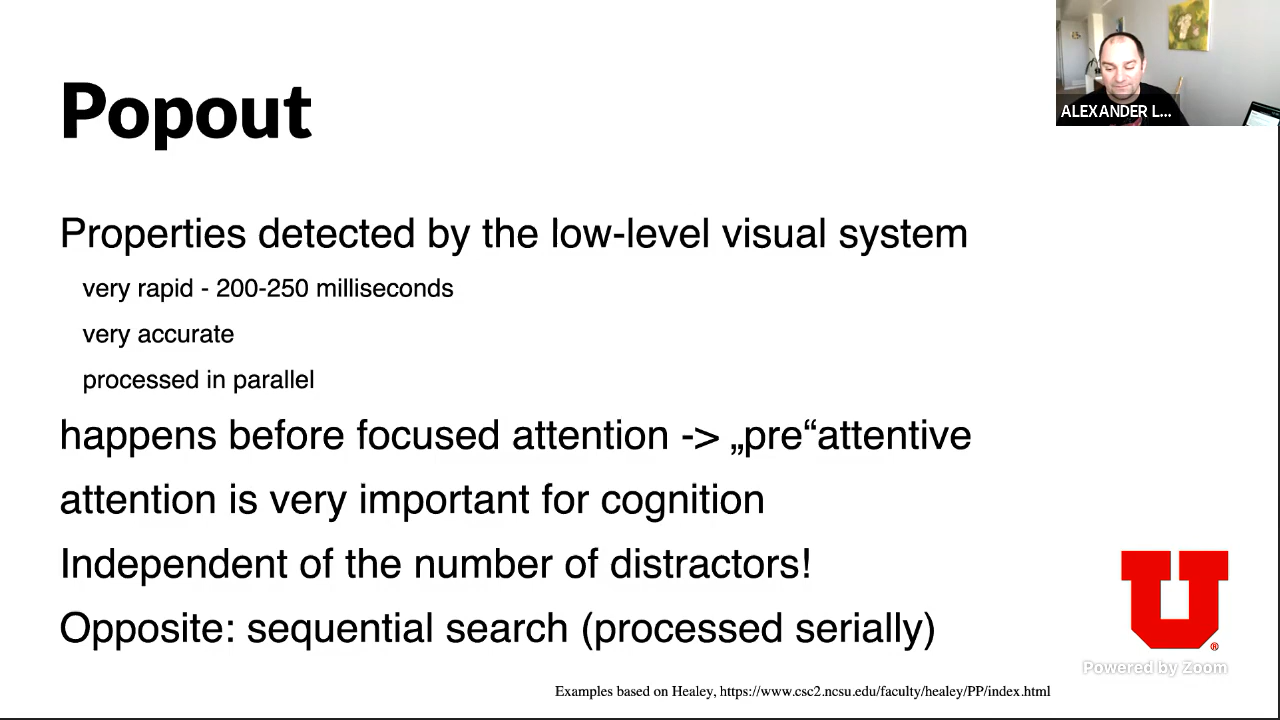 Popout
ALEXANDER L...
Properties detected by the low-level visual system
very rapid - 200-250 milliseconds
very accurate
processed in parallel
happens before focused attention -> „pre“attentive
attention is very important for cognition
Independent of the number of distractors!
Opposite: sequential search (processed serially)
U®
Powered by Zoom
Examples based on Healey, https://www.csc2.ncsu.edu/faculty/healey/PP/index.html